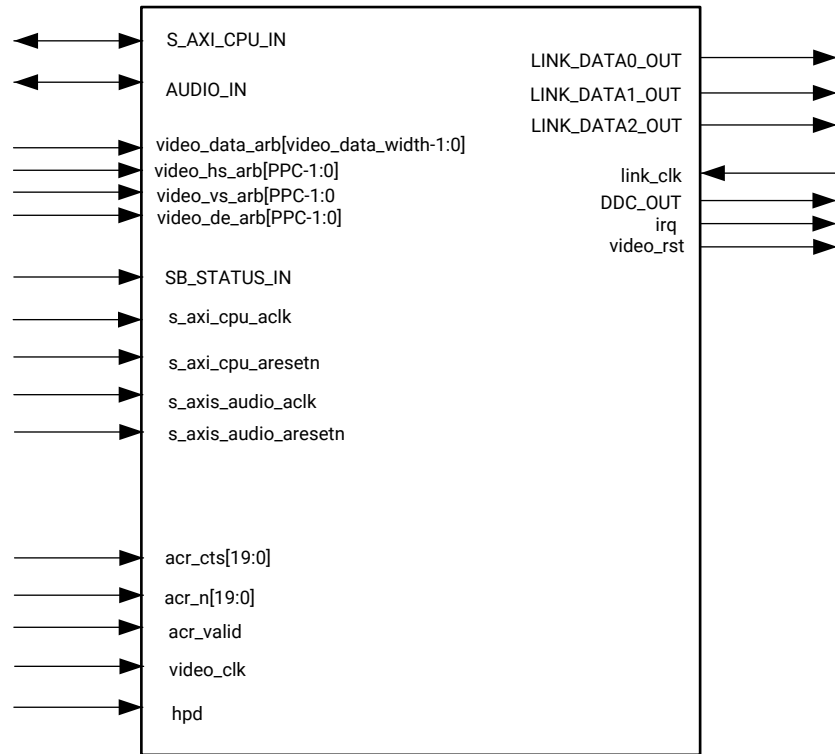 S_AXI_CPU_IN
AUDIO_IN
video_data_arb[video_data_width-1:0]
video_hs_arb[PPC-1:0]
video_vs_arb[PPC-1:0
video_de_arb[PPC-1:0]
SB_STATUS_IN
s_axi_cpu_aclk
s_axi_cpu_aresetn
s_axis_audio_aclk
s_axis_audio_aresetn
acr_cts[19:0]
acr_n[19:0]
acr_valid
video_clk
hpd
LINK_DATA0_OUT
LINK_DATA1_OUT
LINK_DATA2_OUT
link_clk
DDC_OUT
irq
video_rst